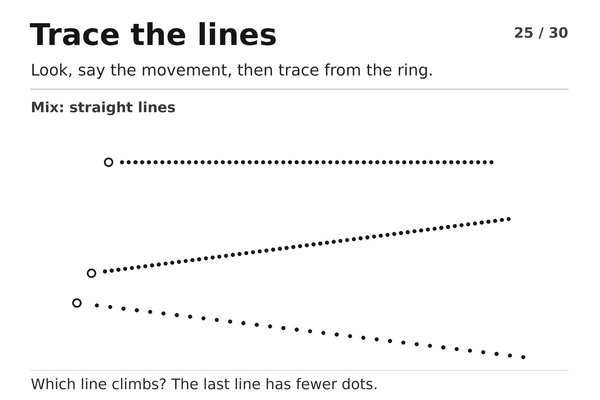 Trace the lines
25 / 30
Look, say the movement, then trace from the ring.
Mix: straight lines
Which line climbs? The last line has fewer dots.